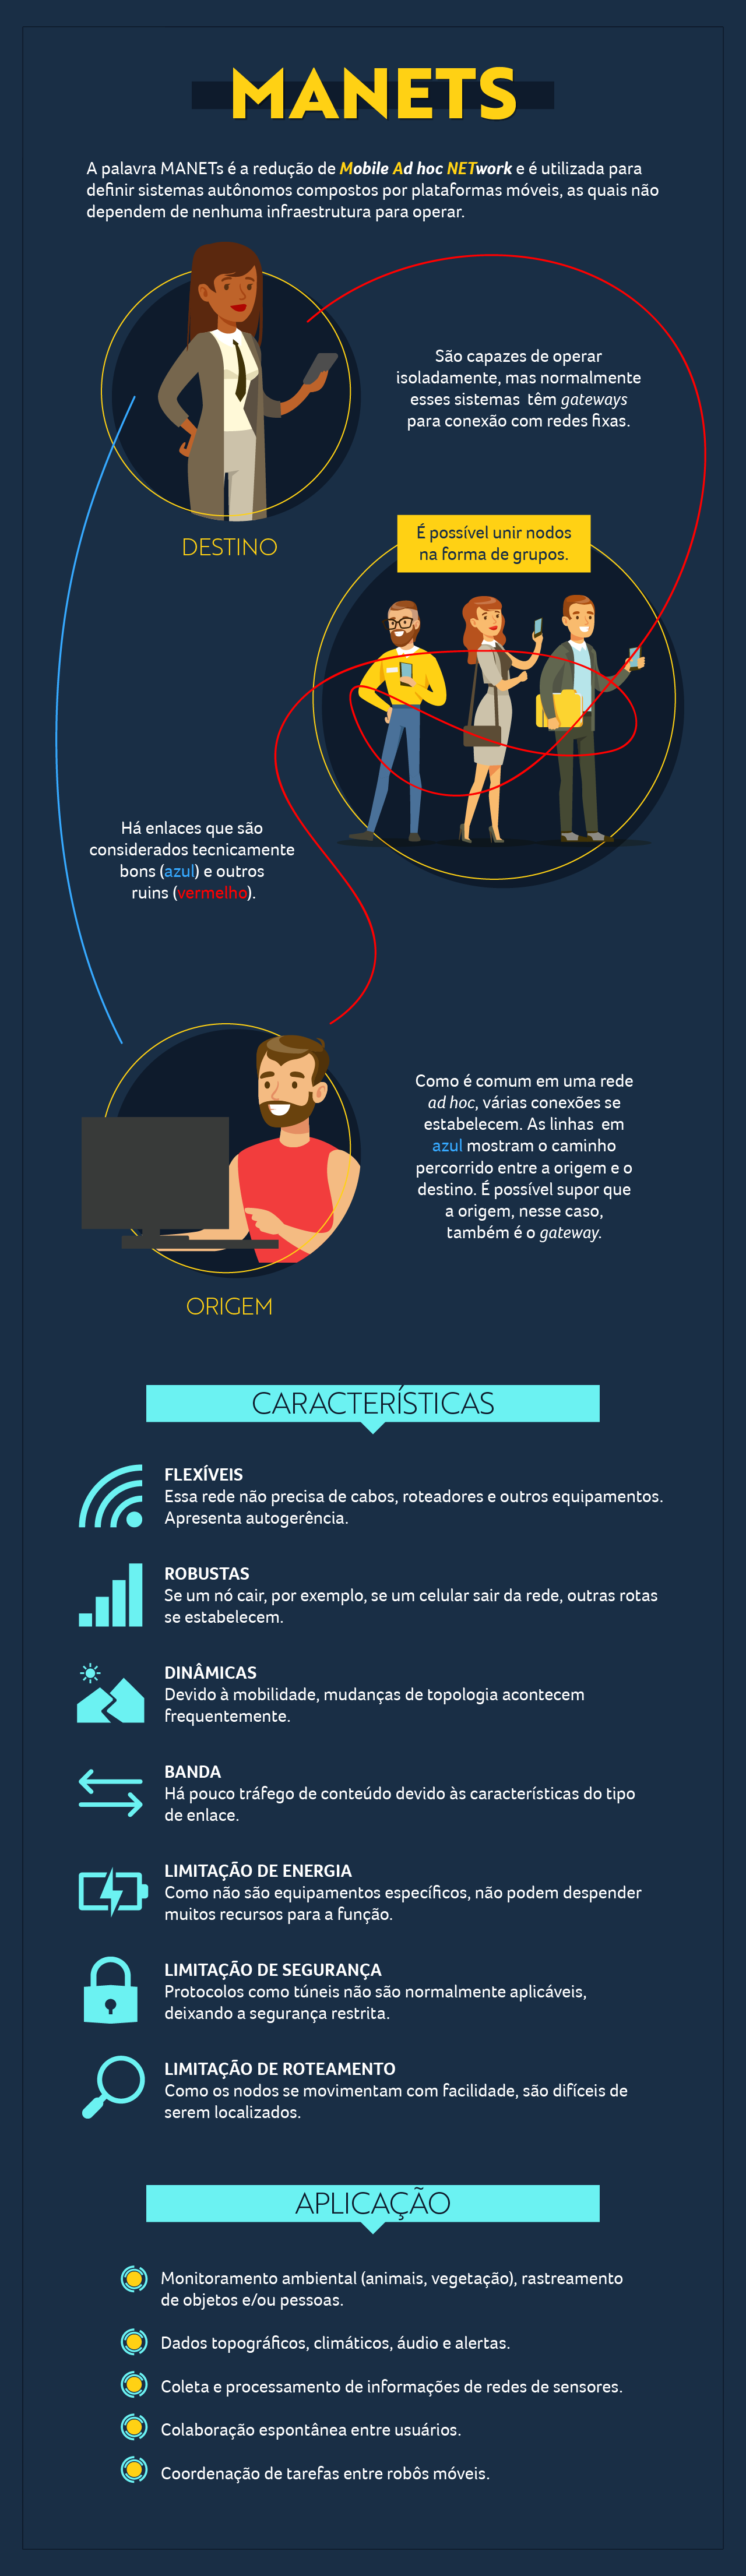 MANETS
A palavra MANETs é a redução de Mobile Ad hoc NETwork e é utilizada para
definir sistemas autônomos compostos por plataformas móveis, as quais não
dependem de nenhuma infraestrutura para operar.
São capazes de operar
isoladamente, mas normalmente
esses sistemas têm gateways
para conexão com redes fixas.
DESTINO
É possível unir nodos
na forma de grupos.
Há enlaces que são
considerados tecnicamente
bons (azul) e outros
ruins (vermelho).
Como é comum em uma rede
ad hoc, várias conexões se
estabelecem. As linhas em
azul mostram o caminho
percorrido entre a origem e o
destino. É possível supor que
a origem, nesse caso,
também é o gateway.
ORIGEM
CARACTERÍSTICAS
FLEXÍVEIS
Essa rede não precisa de cabos, roteadores e outros equipamentos.
Apresenta autogerência.
ROBUSTAS
Se um nó cair, por exemplo, se um celular sair da rede, outras rotas
se estabelecem.
DINÂMICAS
Devido à mobilidade, mudanças de topologia acontecem
frequentemente.
BANDA
Há pouco tráfego de conteúdo devido às características do tipo
de enlace.
LIMITAÇÃO DE ENERGIA
Como não são equipamentos específicos, não podem despender
muitos recursos para a função.
LIMITAÇÃO DE SEGURANÇA
Protocolos como túneis não são normalmente aplicáveis,
deixando a segurança restrita.
LIMITAÇÃO DE ROTEAMENTO
Como os nodos se movimentam com facilidade, são difíceis de
serem localizados.
APLICAÇÃO
Monitoramento ambiental (animais, vegetação), rastreamento
de objetos e/ou pessoas.
Dados topográficos, climáticos, áudio e alertas.
Coleta e processamento de informações de redes de sensores.
Colaboração espontânea entre usuários.
Coordenação de tarefas entre robôs móveis.